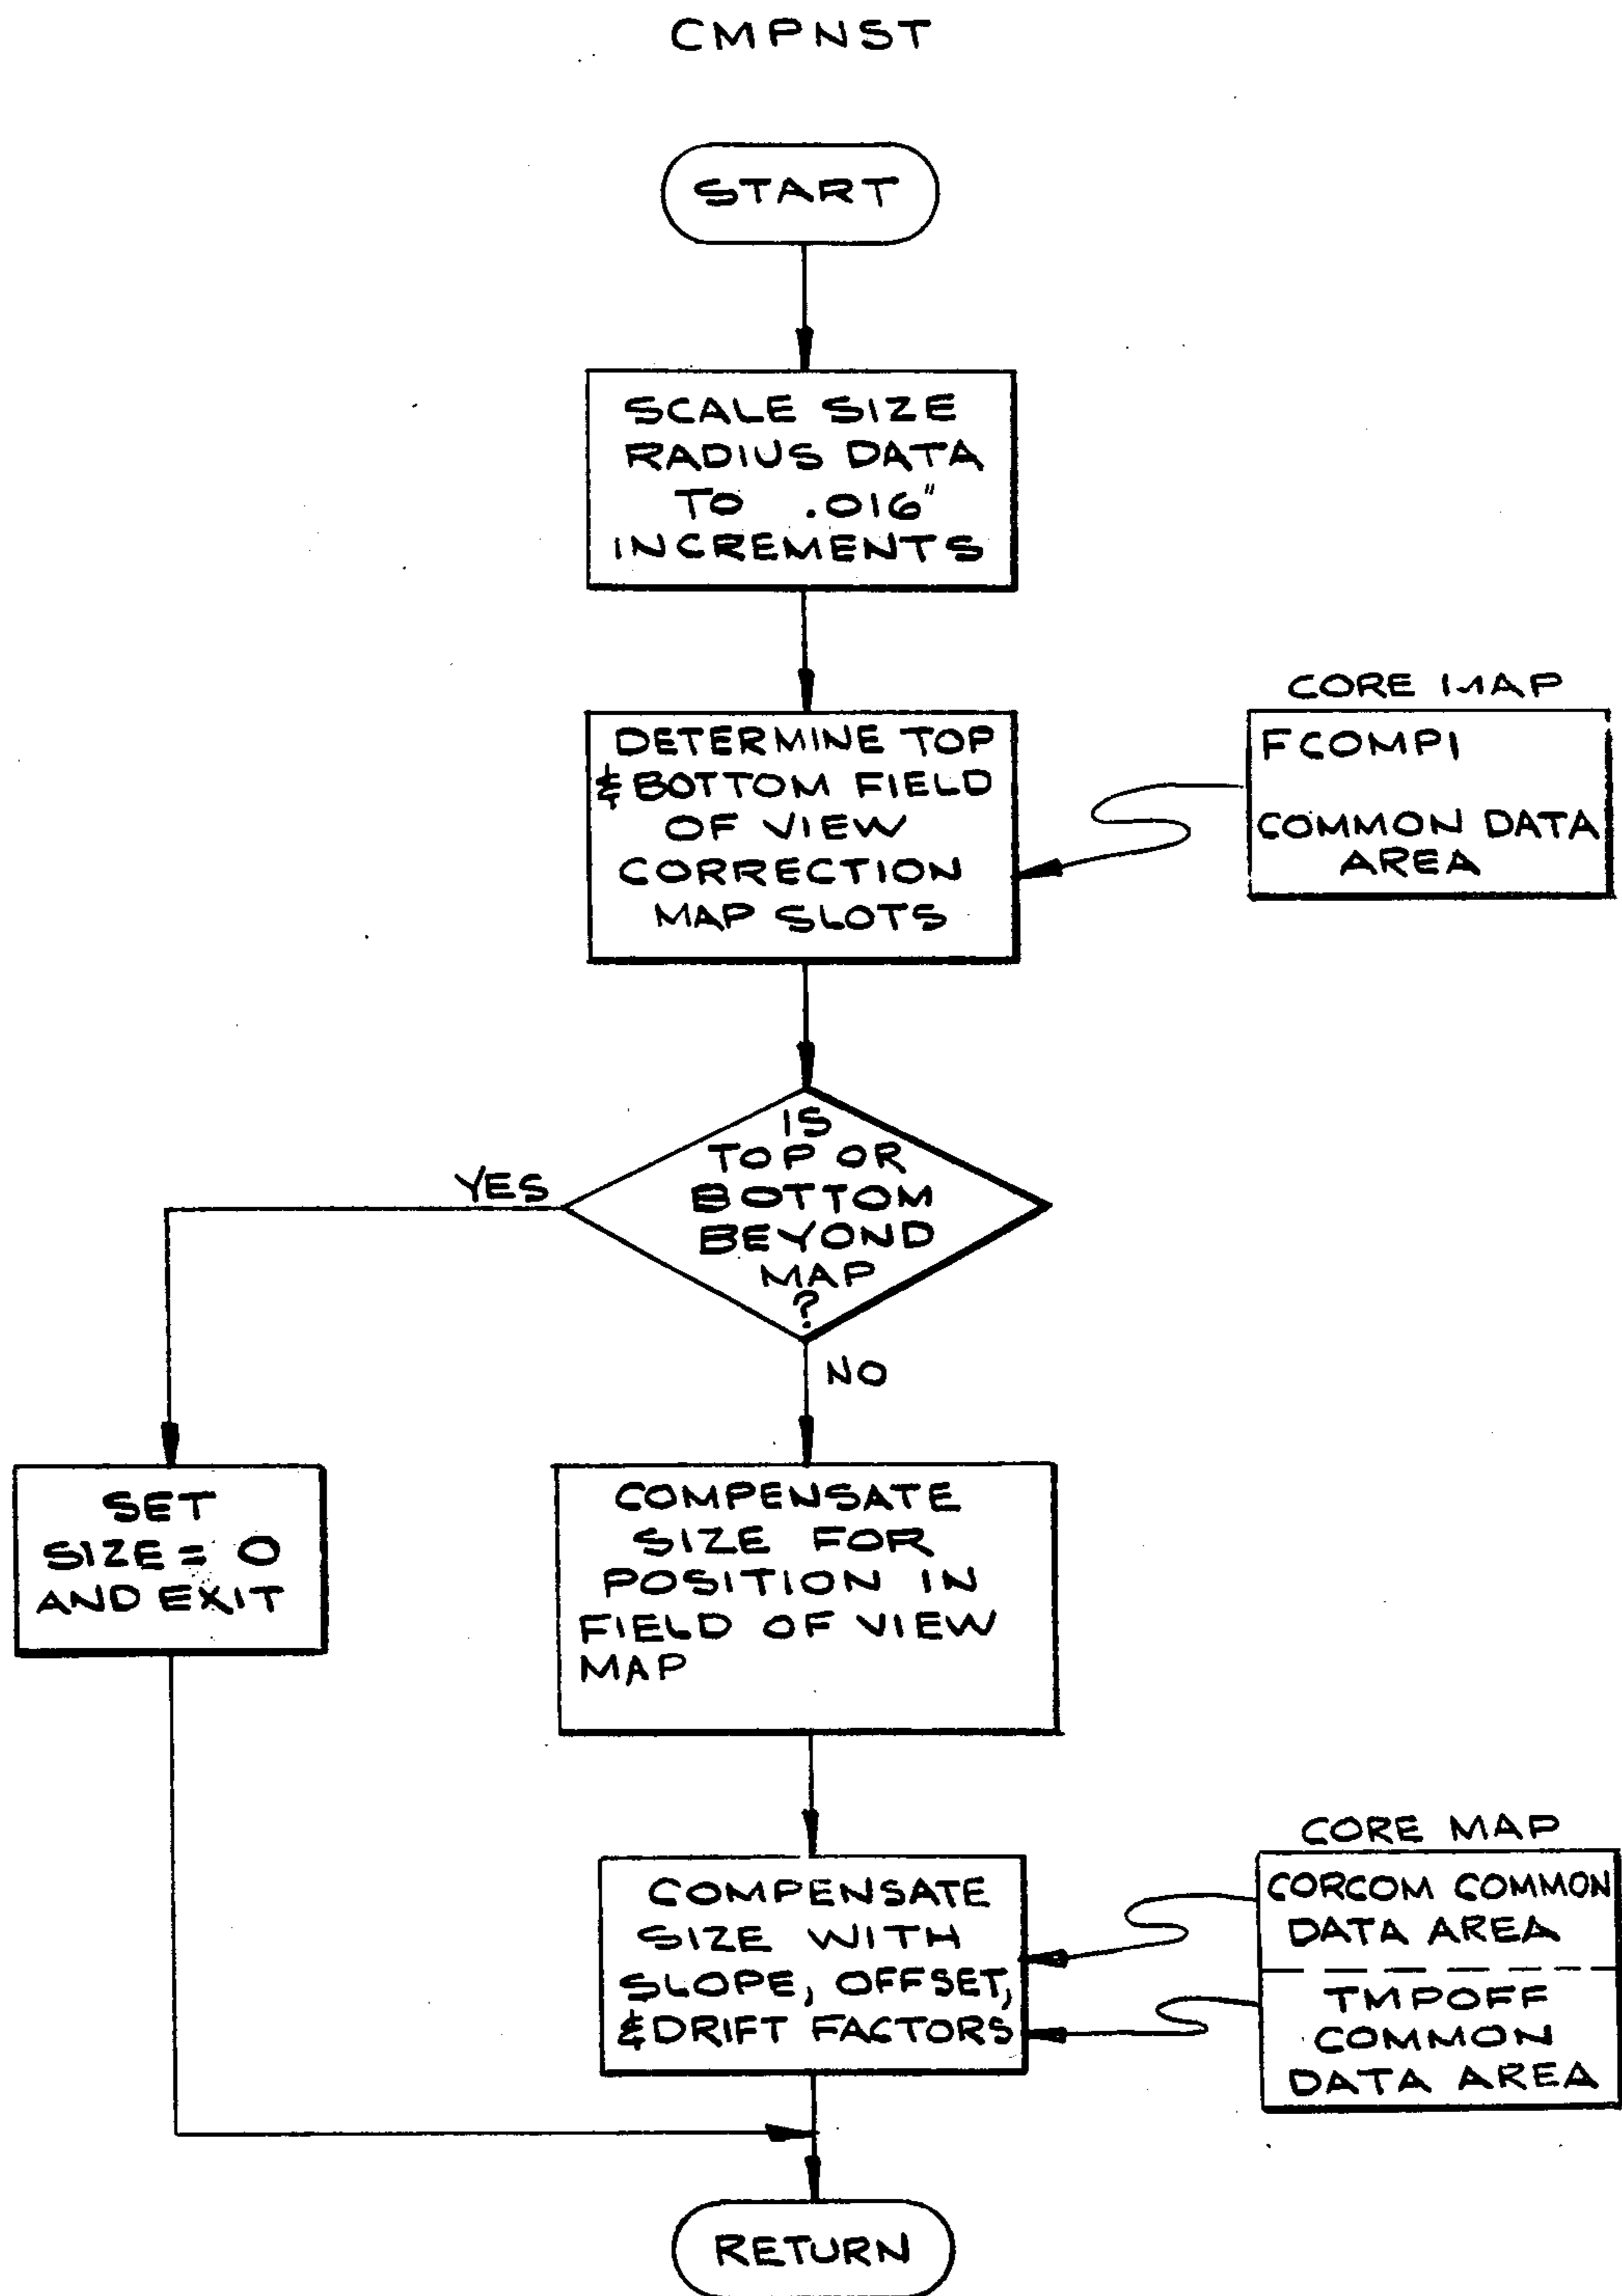 CMPNST
START
SCALE SIZE
RADIUS DATA
TO .016"
INCREMENTS
CORE MAP
DETERMINE TOP
& BOTTOM FIELD
OF VIEW
CORRECTION
MAP SLOTS
FCOMPI
COMMON DATA
AREA
IS
TOP OR
BOTTOM
BEYOND
MAP
?
YES
NO
SET
SIZE = 0
AND EXIT
COMPENSATE
SIZE FOR
POSITION IN
FIELD OF VIEW
MAP
CORE MAP
COMPENSATE
SIZE WITH
SLOPE, OFFSET,
& DRIFT FACTORS
CORCOM COMMON
DATA AREA
TMPOFF
COMMON
DATA AREA
RETURN